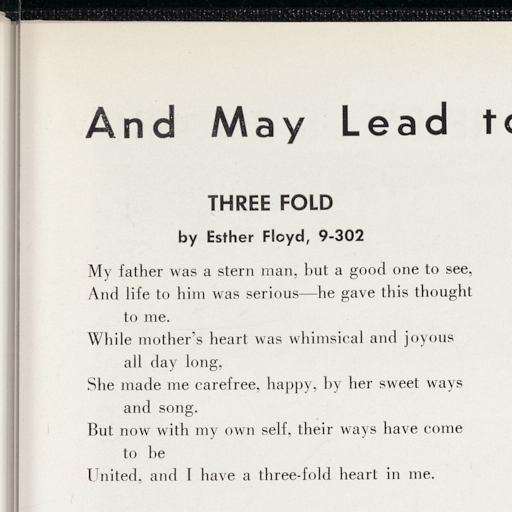 And May Lead to
THREE FOLD
by Esther Floyd, 9-302
My father was a stern man, but a good one to see,
And life to him was serious—he gave this thought
to me.
While mother's heart was whimsical and joyous
all day long,
She made me carefree, happy, by her sweet ways
and song.
But now with my own self, their ways have come
to be
United, and I have a three-fold heart in me.